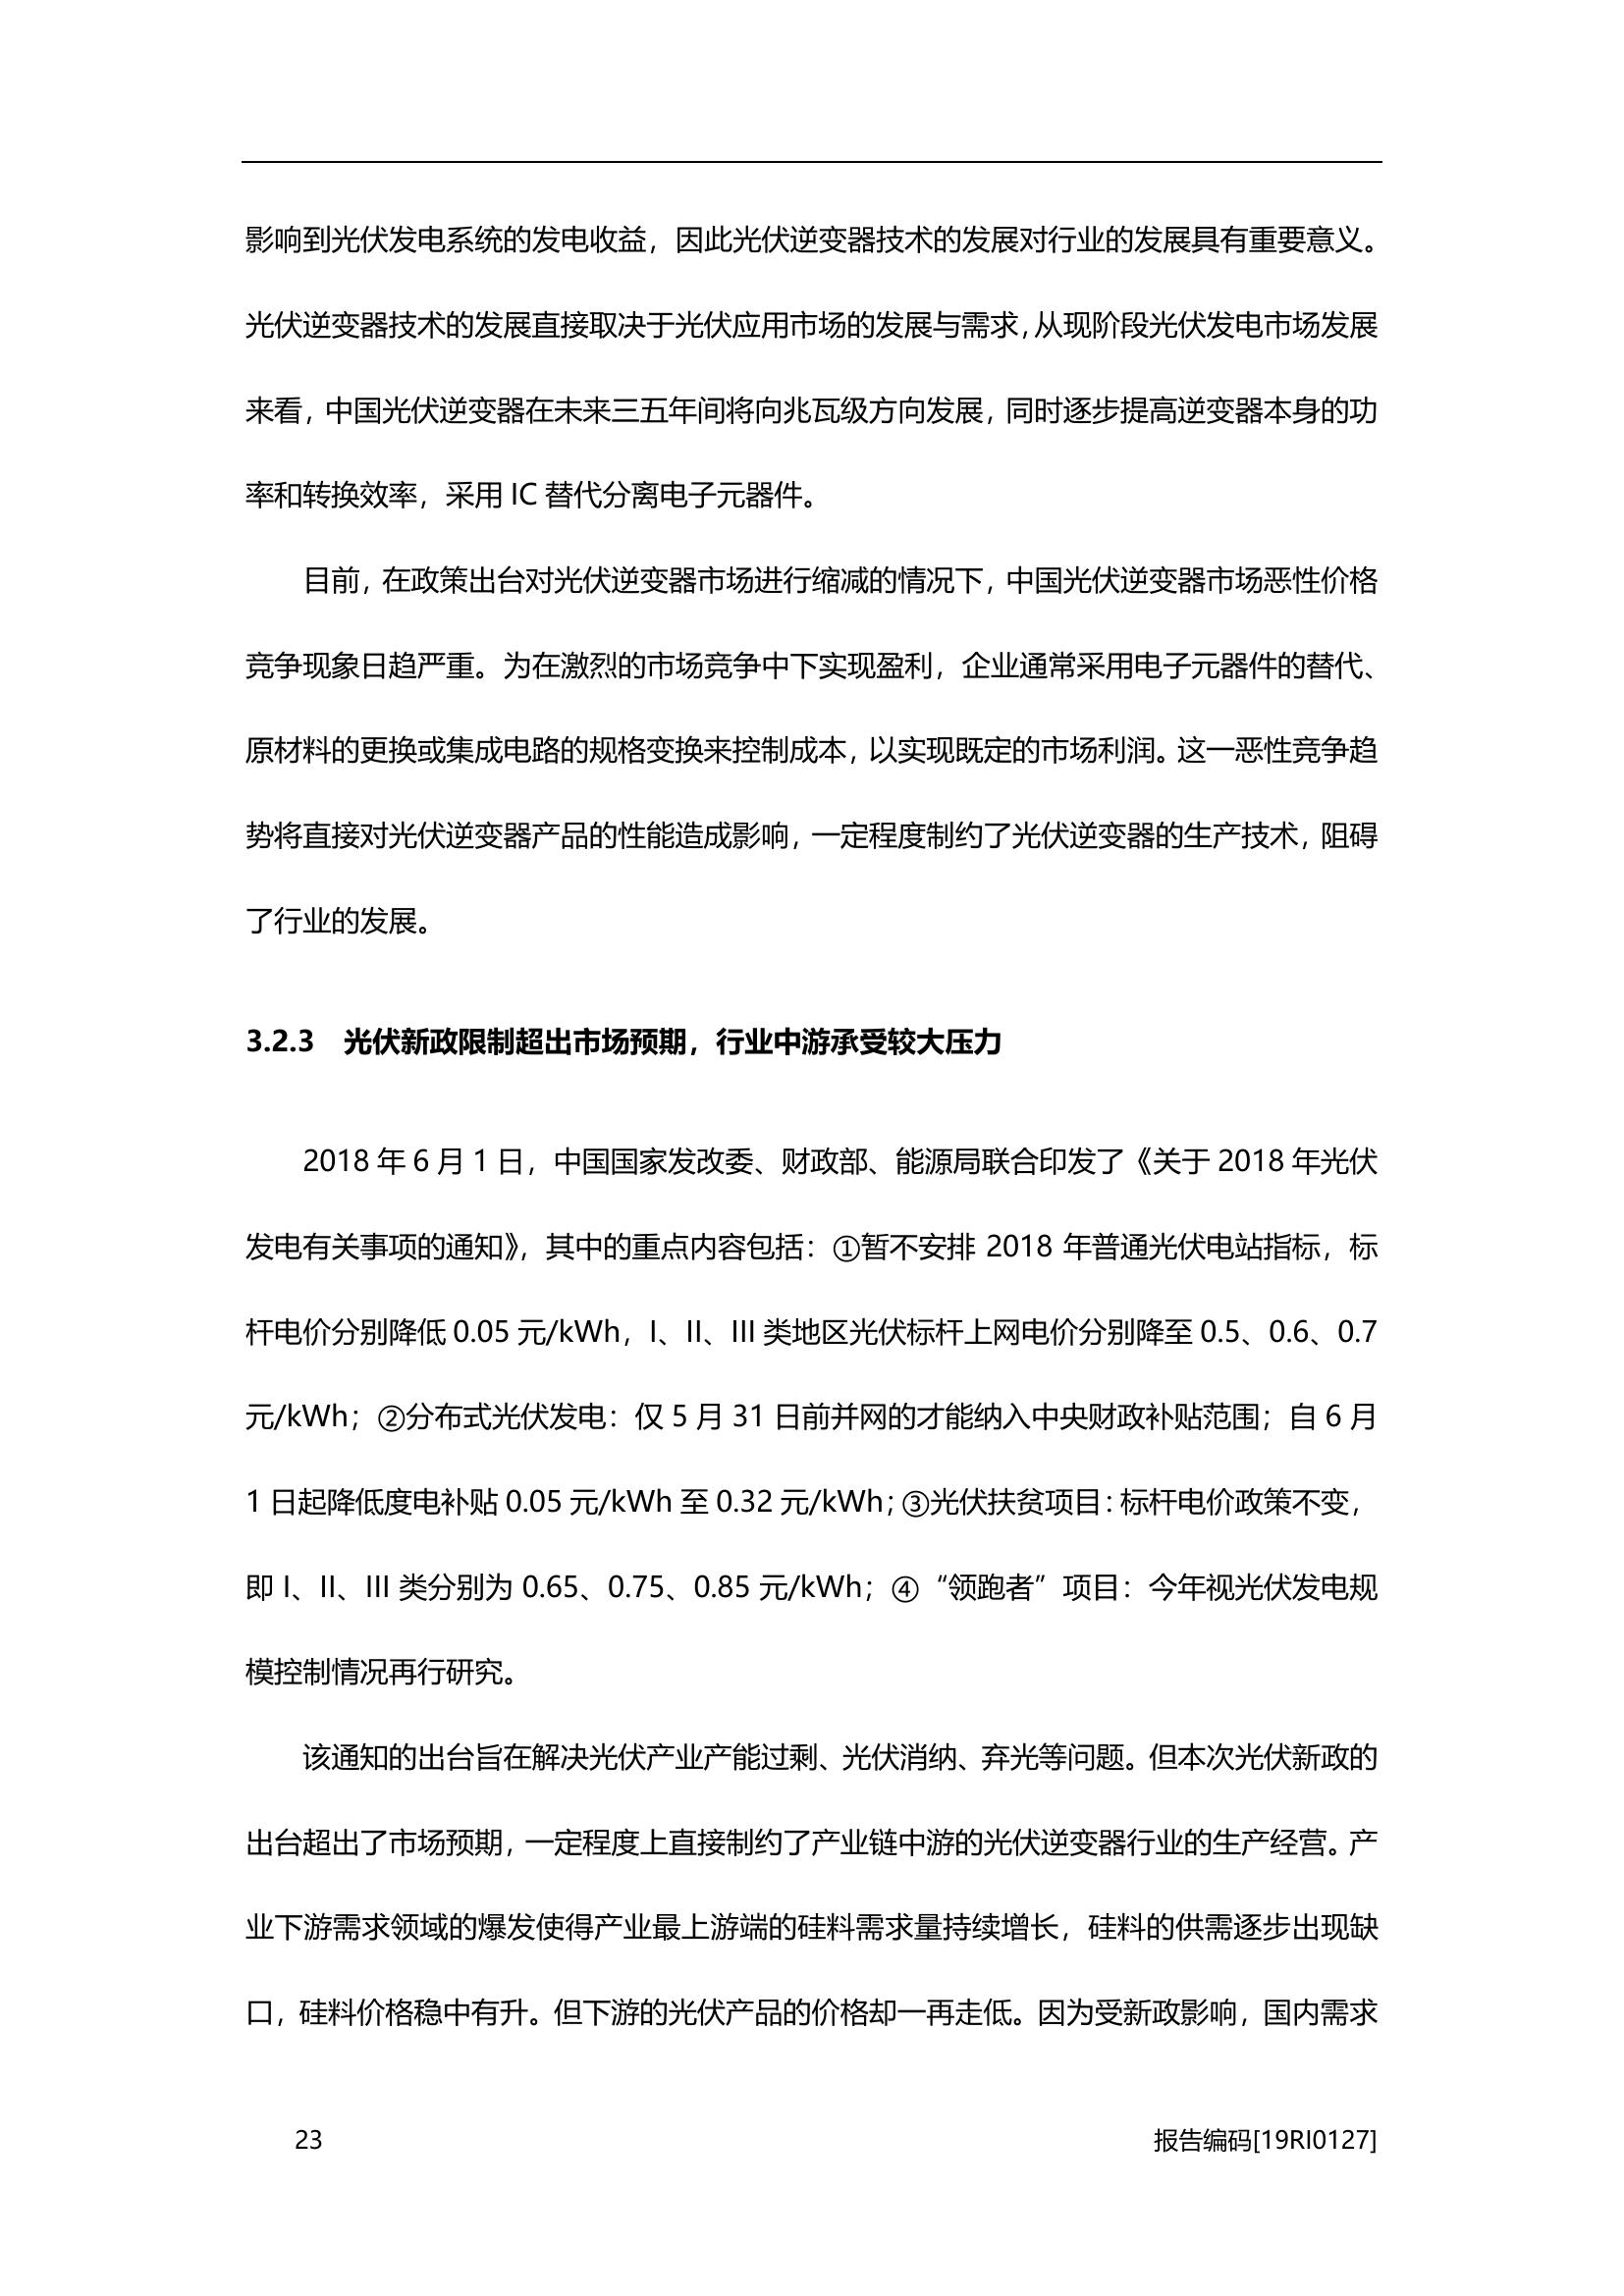 影响到光伏发电系统的发电收益，因此光伏逆变器技术的发展对行业的发展具有重要意义。
光伏逆变器技术的发展直接取决于光伏应用市场的发展与需求，从现阶段光伏发电市场发展
来看，中国光伏逆变器在未来三五年间将向兆瓦级方向发展，同时逐步提高逆变器本身的功
率和转换效率，采用 IC 替代分离电子元器件。
目前，在政策出台对光伏逆变器市场进行缩减的情况下，中国光伏逆变器市场恶性价格
竞争现象日趋严重。为在激烈的市场竞争中下实现盈利，企业通常采用电子元器件的替代、
原材料的更换或集成电路的规格变换来控制成本，以实现既定的市场利润。这一恶性竞争趋
势将直接对光伏逆变器产品的性能造成影响，一定程度制约了光伏逆变器的生产技术，阻碍
了行业的发展。
3.2.3 光伏新政限制超出市场预期，行业中游承受较大压力
2018 年 6 月 1 日，中国国家发改委、财政部、能源局联合印发了《关于 2018 年光伏
发电有关事项的通知》，其中的重点内容包括：①暂不安排 2018 年普通光伏电站指标，标
杆电价分别降低 0.05 元/kWh，I、II、III 类地区光伏标杆上网电价分别降至 0.5、0.6、0.7
元/kWh；②分布式光伏发电：仅 5 月 31 日前并网的才能纳入中央财政补贴范围；自 6 月
1 日起降低度电补贴 0.05 元/kWh 至 0.32 元/kWh；③光伏扶贫项目：标杆电价政策不变，
即 I、II、III 类分别为 0.65、0.75、0.85 元/kWh；④“领跑者”项目：今年视光伏发电规
模控制情况再行研究。
该通知的出台旨在解决光伏产业产能过剩、光伏消纳、弃光等问题。但本次光伏新政的
出台超出了市场预期，一定程度上直接制约了产业链中游的光伏逆变器行业的生产经营。产
业下游需求领域的爆发使得产业最上游端的硅料需求量持续增长，硅料的供需逐步出现缺
口，硅料价格稳中有升。但下游的光伏产品的价格却一再走低。因为受新政影响，国内需求
23 报告编码[19RI0127]